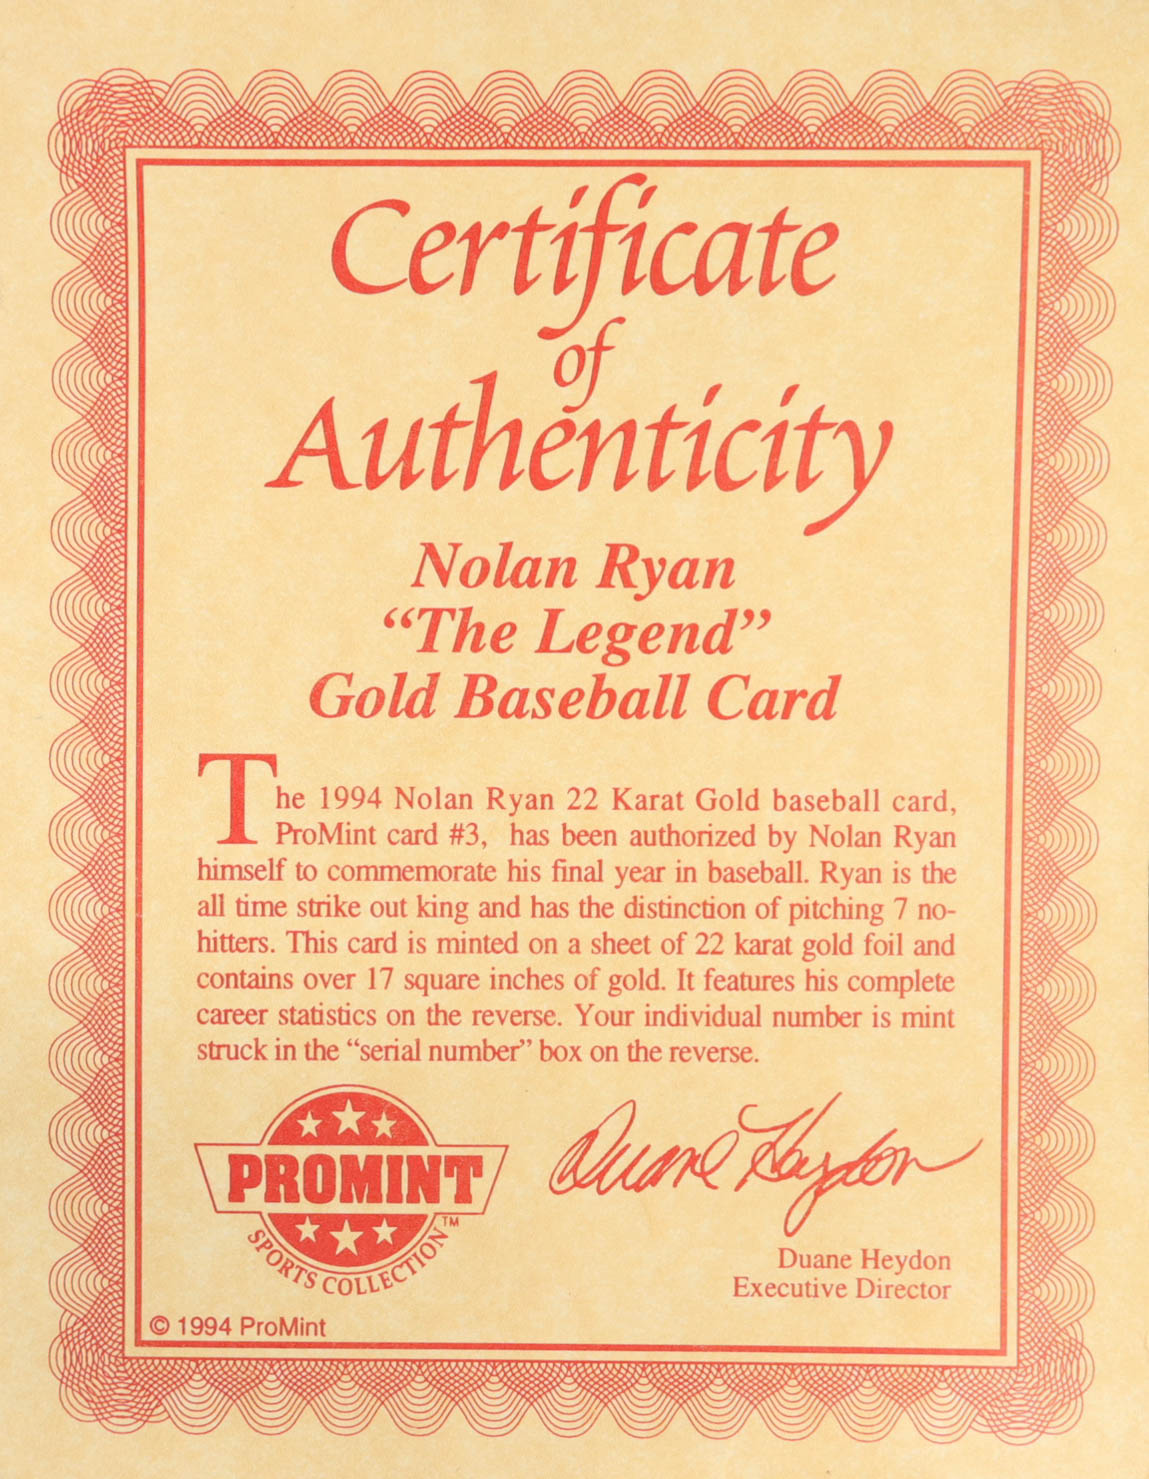 Certificate
of
Authenticity
Nolan Ryan
“The Legend”
Gold Baseball Card
The 1994 Nolan Ryan 22 Karat Gold baseball card,
ProMint card #3, has been authorized by Nolan Ryan
himself to commemorate his final year in baseball. Ryan is the
all time strike out king and has the distinction of pitching 7 no-
hitters. This card is minted on a sheet of 22 karat gold foil and
contains over 17 square inches of gold. It features his complete
career statistics on the reverse. Your individual number is mint
struck in the “serial number” box on the reverse.
PROMINT
SPORTS COLLECTION™
Duane Heydon
Duane Heydon
Executive Director
© 1994 ProMint